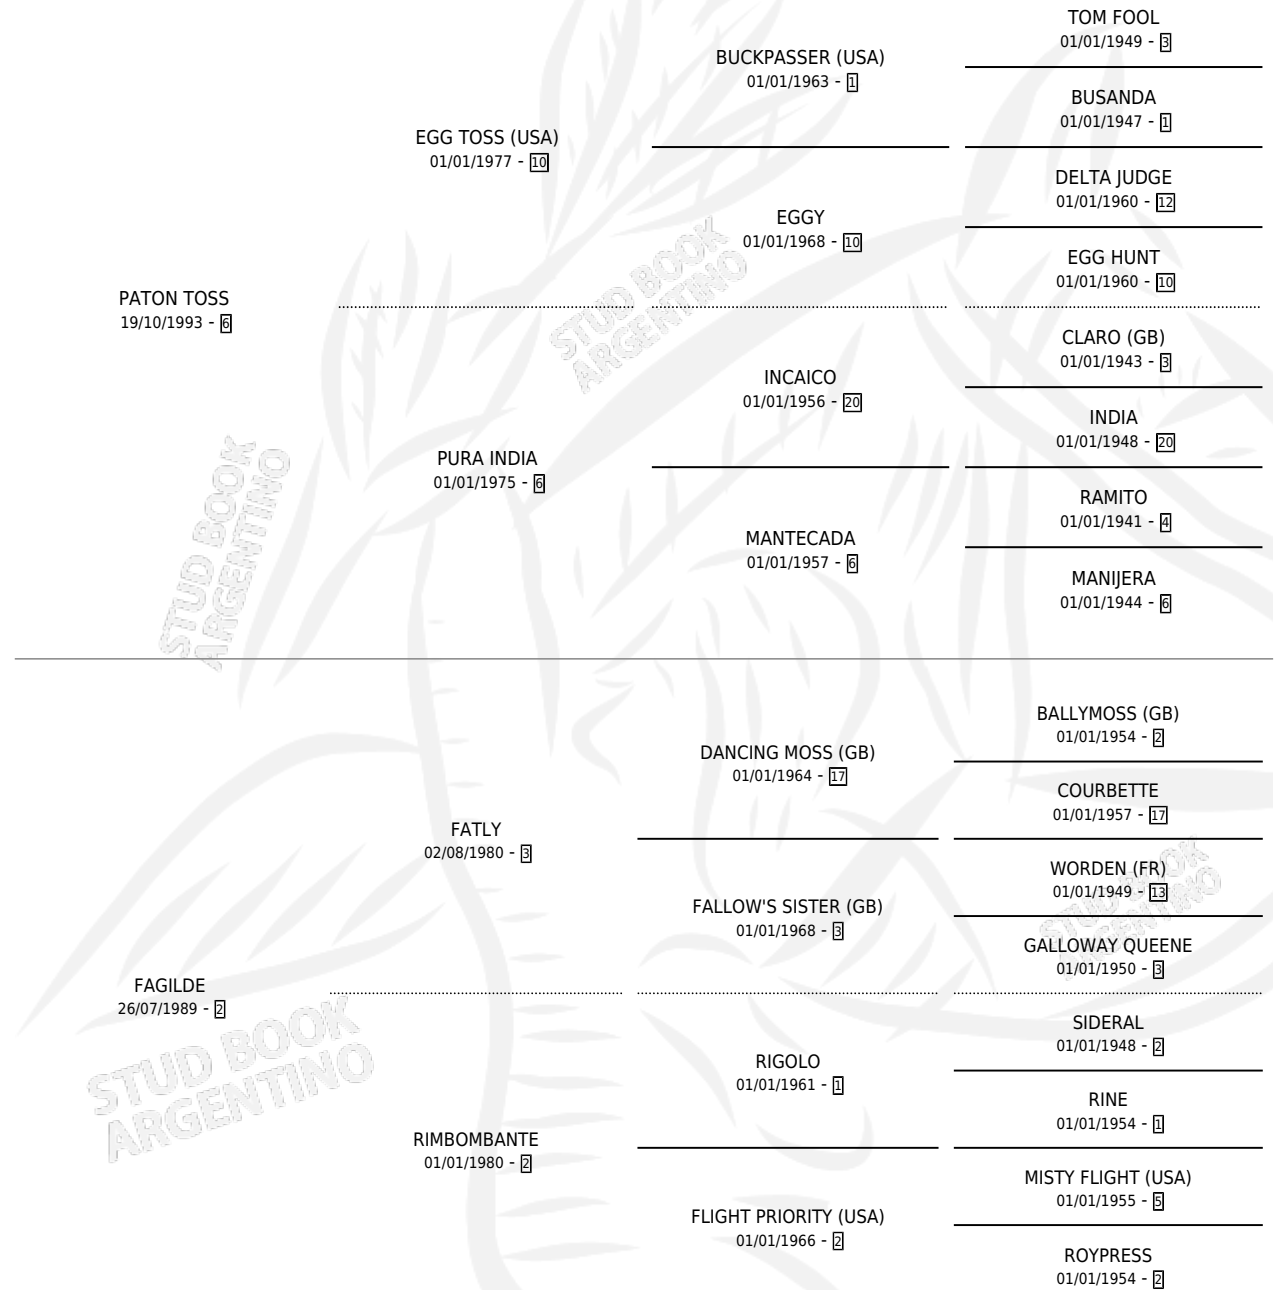 TOM FOOL
01/01/1949 - 3
BUCKPASSER (USA)
01/01/1963 - 1
BUSANDA
01/01/1947 - 1
EGG TOSS (USA)
01/01/1977 - 10
DELTA JUDGE
01/01/1960 - 12
EGGY
01/01/1968 - 10
EGG HUNT
01/01/1960 - 10
PATON TOSS
19/10/1993 - 6
STUD BOOK
ARGENTINO
CLARO (GB)
01/01/1943 - 3
INCAICO
01/01/1956 - 20
INDIA
01/01/1948 - 20
PURA INDIA
01/01/1975 - 6
RAMITO
01/01/1941 - 4
MANTECADA
01/01/1957 - 6
MANIJERA
01/01/1944 - 6
STUD BOOK
ARGENTINO
BALLYMOSS (GB)
01/01/1954 - 2
DANCING MOSS (GB)
01/01/1964 - 17
COURBETTE
01/01/1957 - 17
FATLY
02/08/1980 - 3
WORDEN (FR)
01/01/1949 - 13
FALLOW'S SISTER (GB)
01/01/1968 - 3
GALLOWAY QUEENE
01/01/1950 - 3
STUD BOOK
ARGENTINO
FAGILDE
26/07/1989 - 2
SIDERAL
01/01/1948 - 2
RIGOLO
01/01/1961 - 1
RINE
01/01/1954 - 1
STUD BOOK
ARGENTINO
RIMBOMBANTE
01/01/1980 - 2
MISTY FLIGHT (USA)
01/01/1955 - 5
FLIGHT PRIORITY (USA)
01/01/1966 - 2
ROYPRESS
01/01/1954 - 2